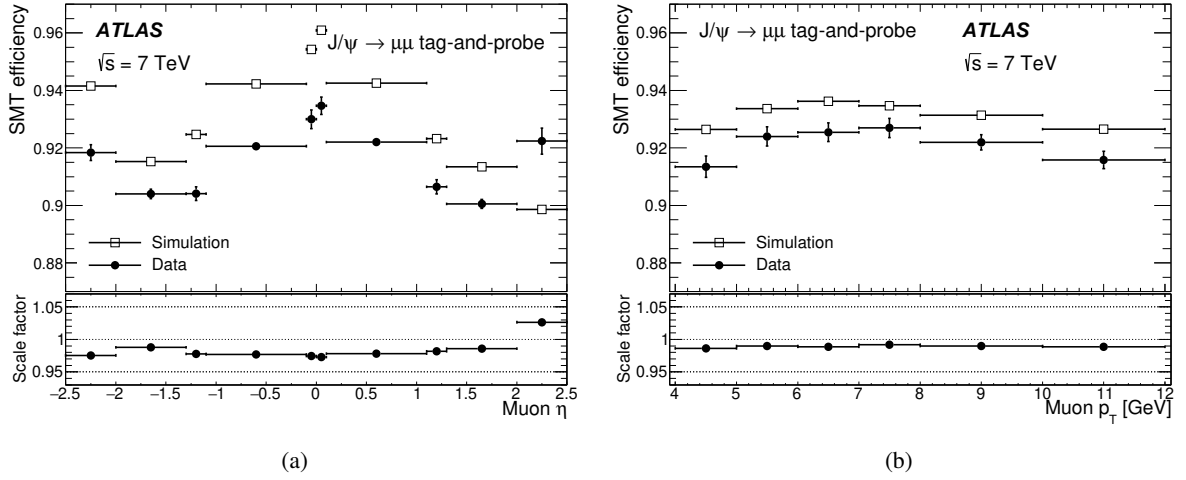 SMT efficiency
0.96
0.94
0.92
0.9
0.88
ATLAS
√s = 7 TeV
J/ψ → μμ tag-and-probe
Simulation
Data
Scale factor
1.05
1
0.95
−2.5 −2 −1.5 −1 −0.5 0 0.5 1 1.5 2 2.5
Muon η
(a)
SMT efficiency
0.96
0.94
0.92
0.9
0.88
J/ψ → μμ tag-and-probe
ATLAS
√s = 7 TeV
Simulation
Data
Scale factor
1.05
1
0.95
4 5 6 7 8 9 10 11 12
Muon p_T [GeV]
(b)